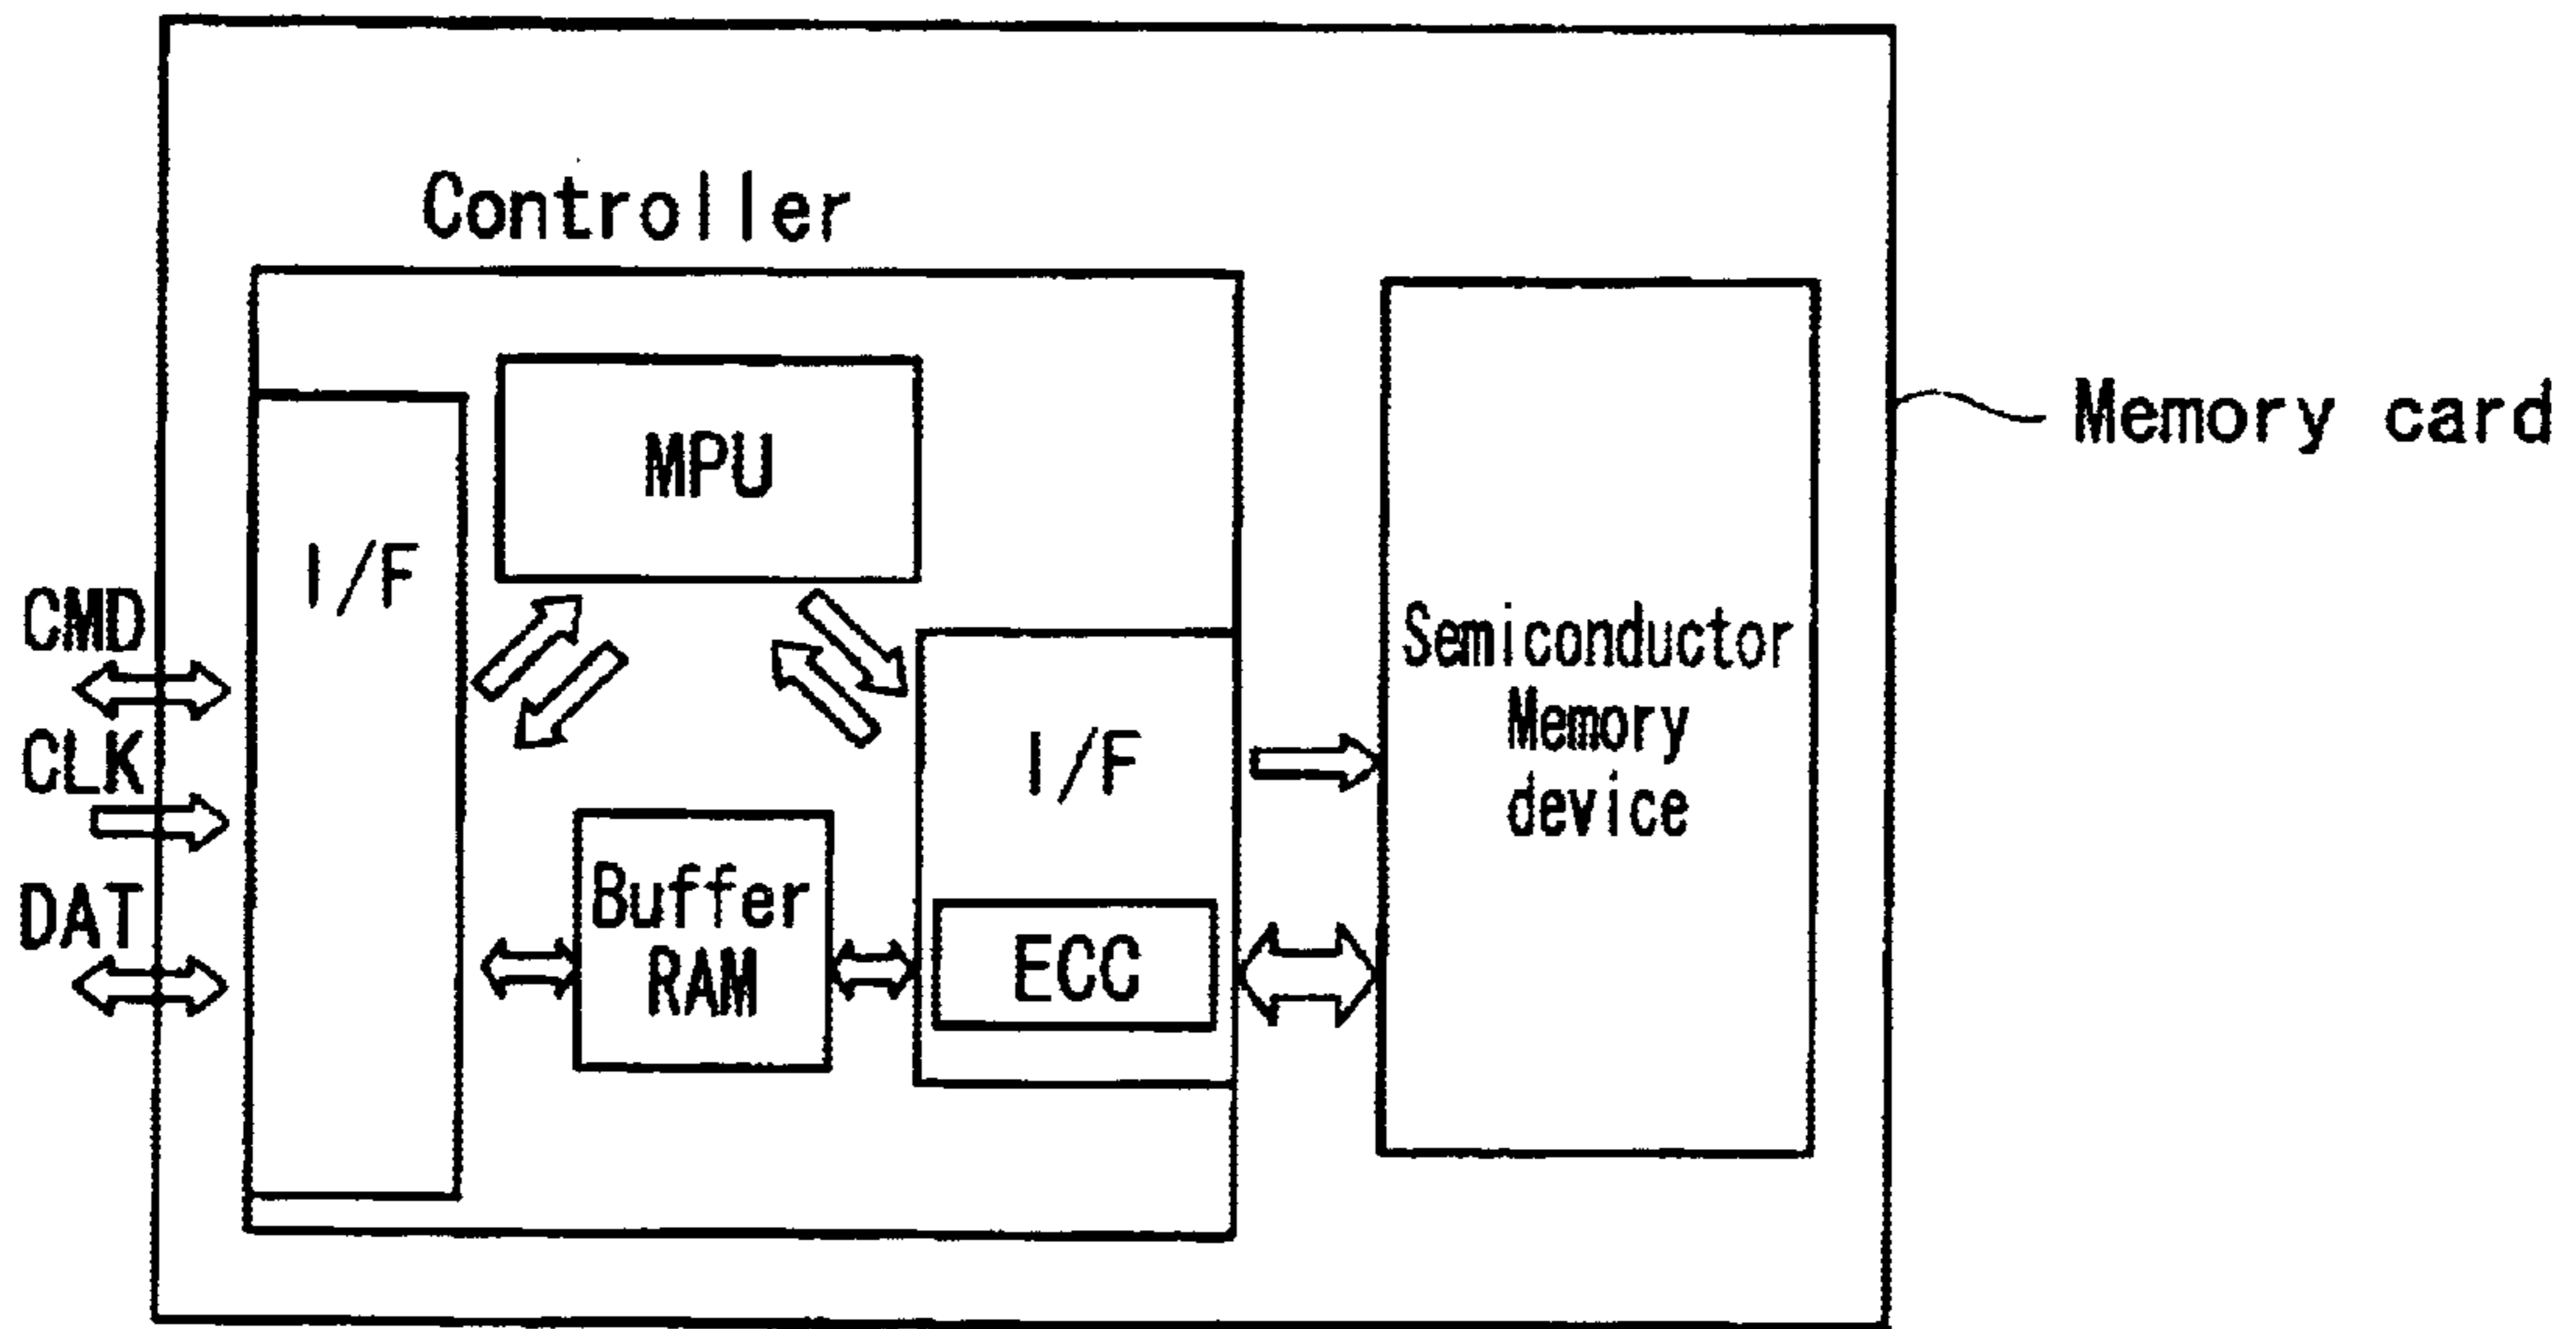 Controller
MPU
Memory card
I/F
CMD
Semiconductor
Memory
device
CLK
I/F
Buffer
RAM
DAT
ECC